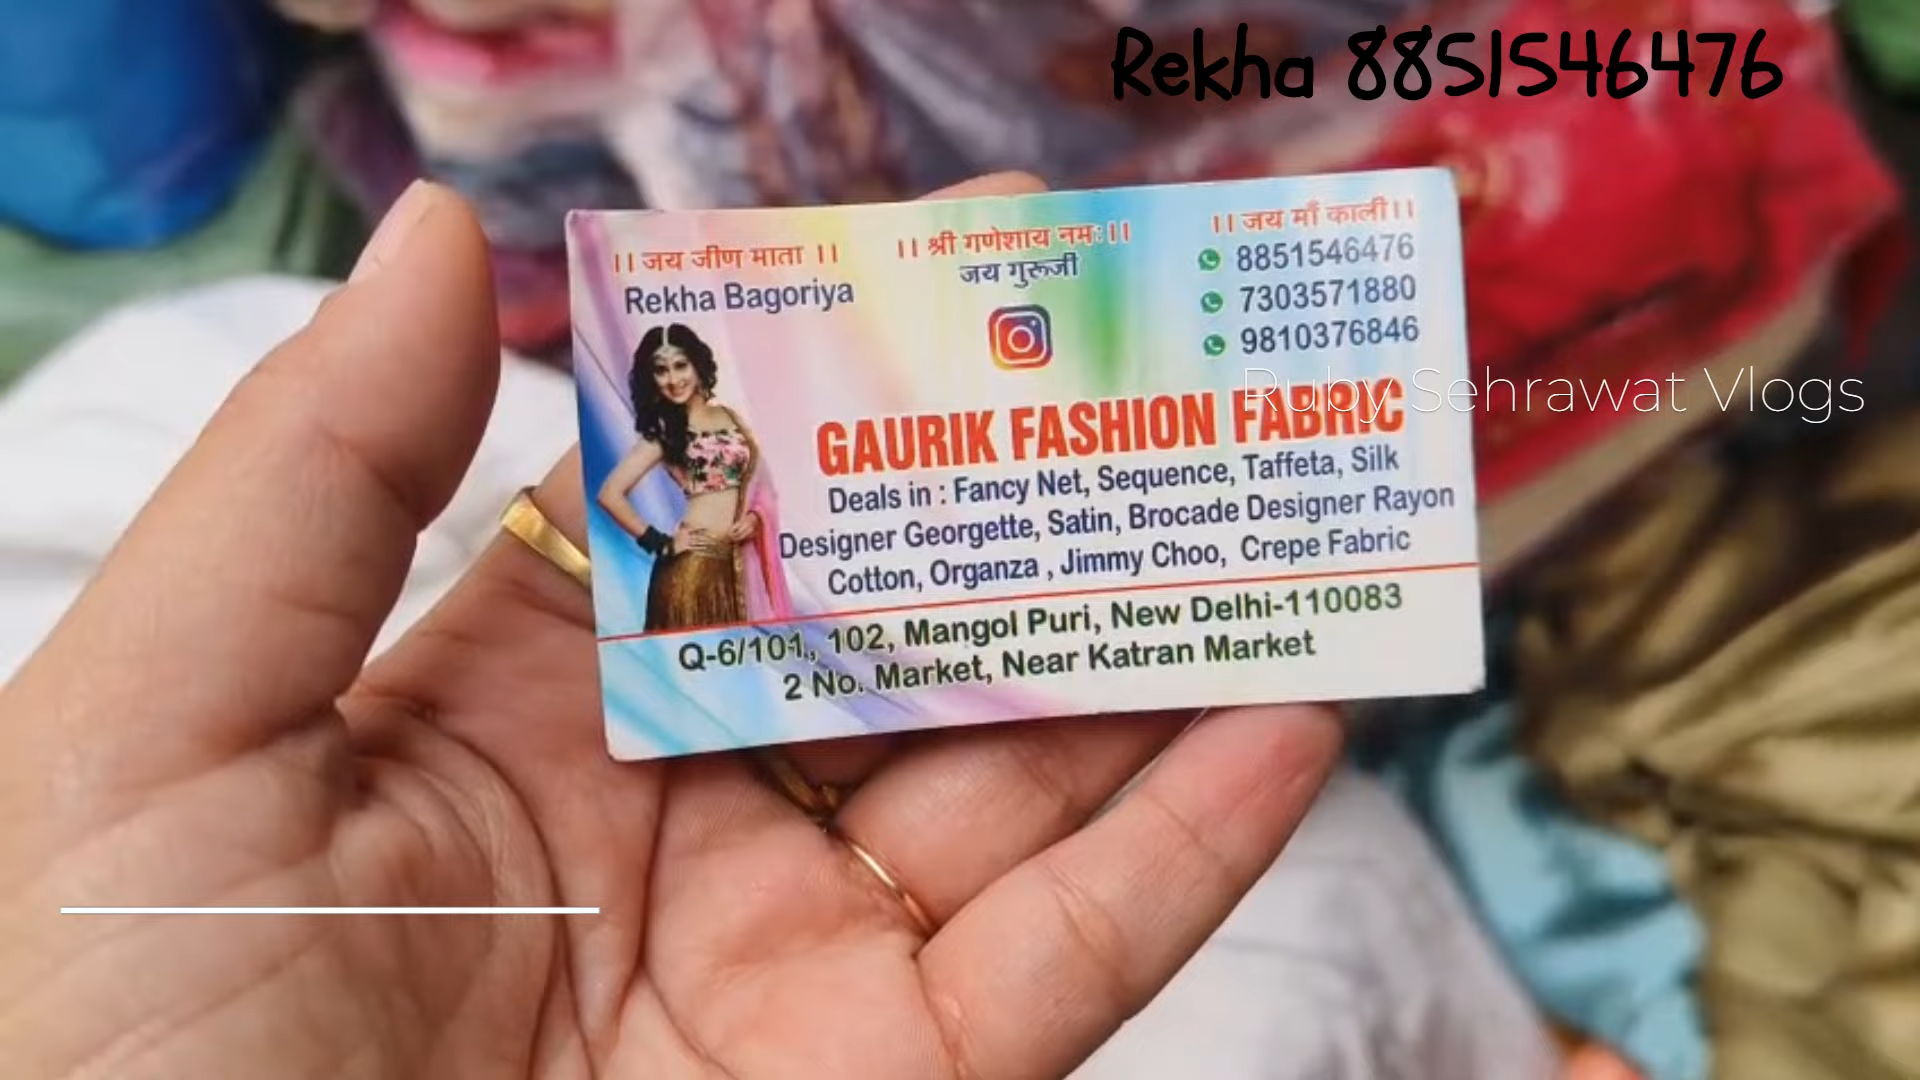 Rekha 8851546476
।। जय जीण माता ।।
।। श्री गणेशाय नमः ।।
।। जय माँ काली ।।
Rekha Bagoriya
जय गुरूजी
8851546476
7303571880
9810376846
Ruby Sehrawat Vlogs
GAURIK FASHION FABRIC
Deals in : Fancy Net, Sequence, Taffeta, Silk
Designer Georgette, Satin, Brocade Designer Rayon
Cotton, Organza , Jimmy Choo, Crepe Fabric
Q-6/101, 102, Mangol Puri, New Delhi-110083
2 No. Market, Near Katran Market